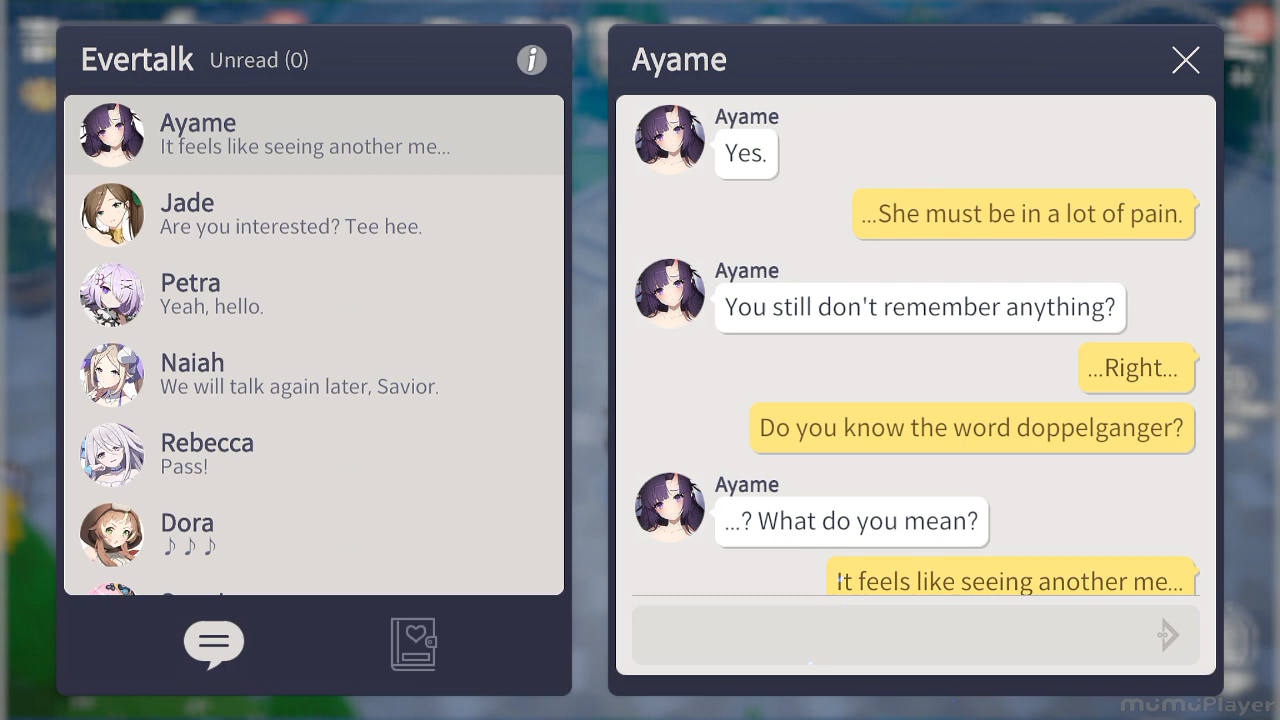 Evertalk Unread (0)
Ayame
It feels like seeing another me...
Jade
Are you interested? Tee hee.
Petra
Yeah, hello.
Naiah
We will talk again later, Savior.
Rebecca
Pass!
Dora
♪ ♪ ♪
Ayame
Ayame
Yes.
...She must be in a lot of pain.
Ayame
You still don't remember anything?
...Right...
Do you know the word doppelganger?
Ayame
...? What do you mean?
It feels like seeing another me...
MuMuPlayer